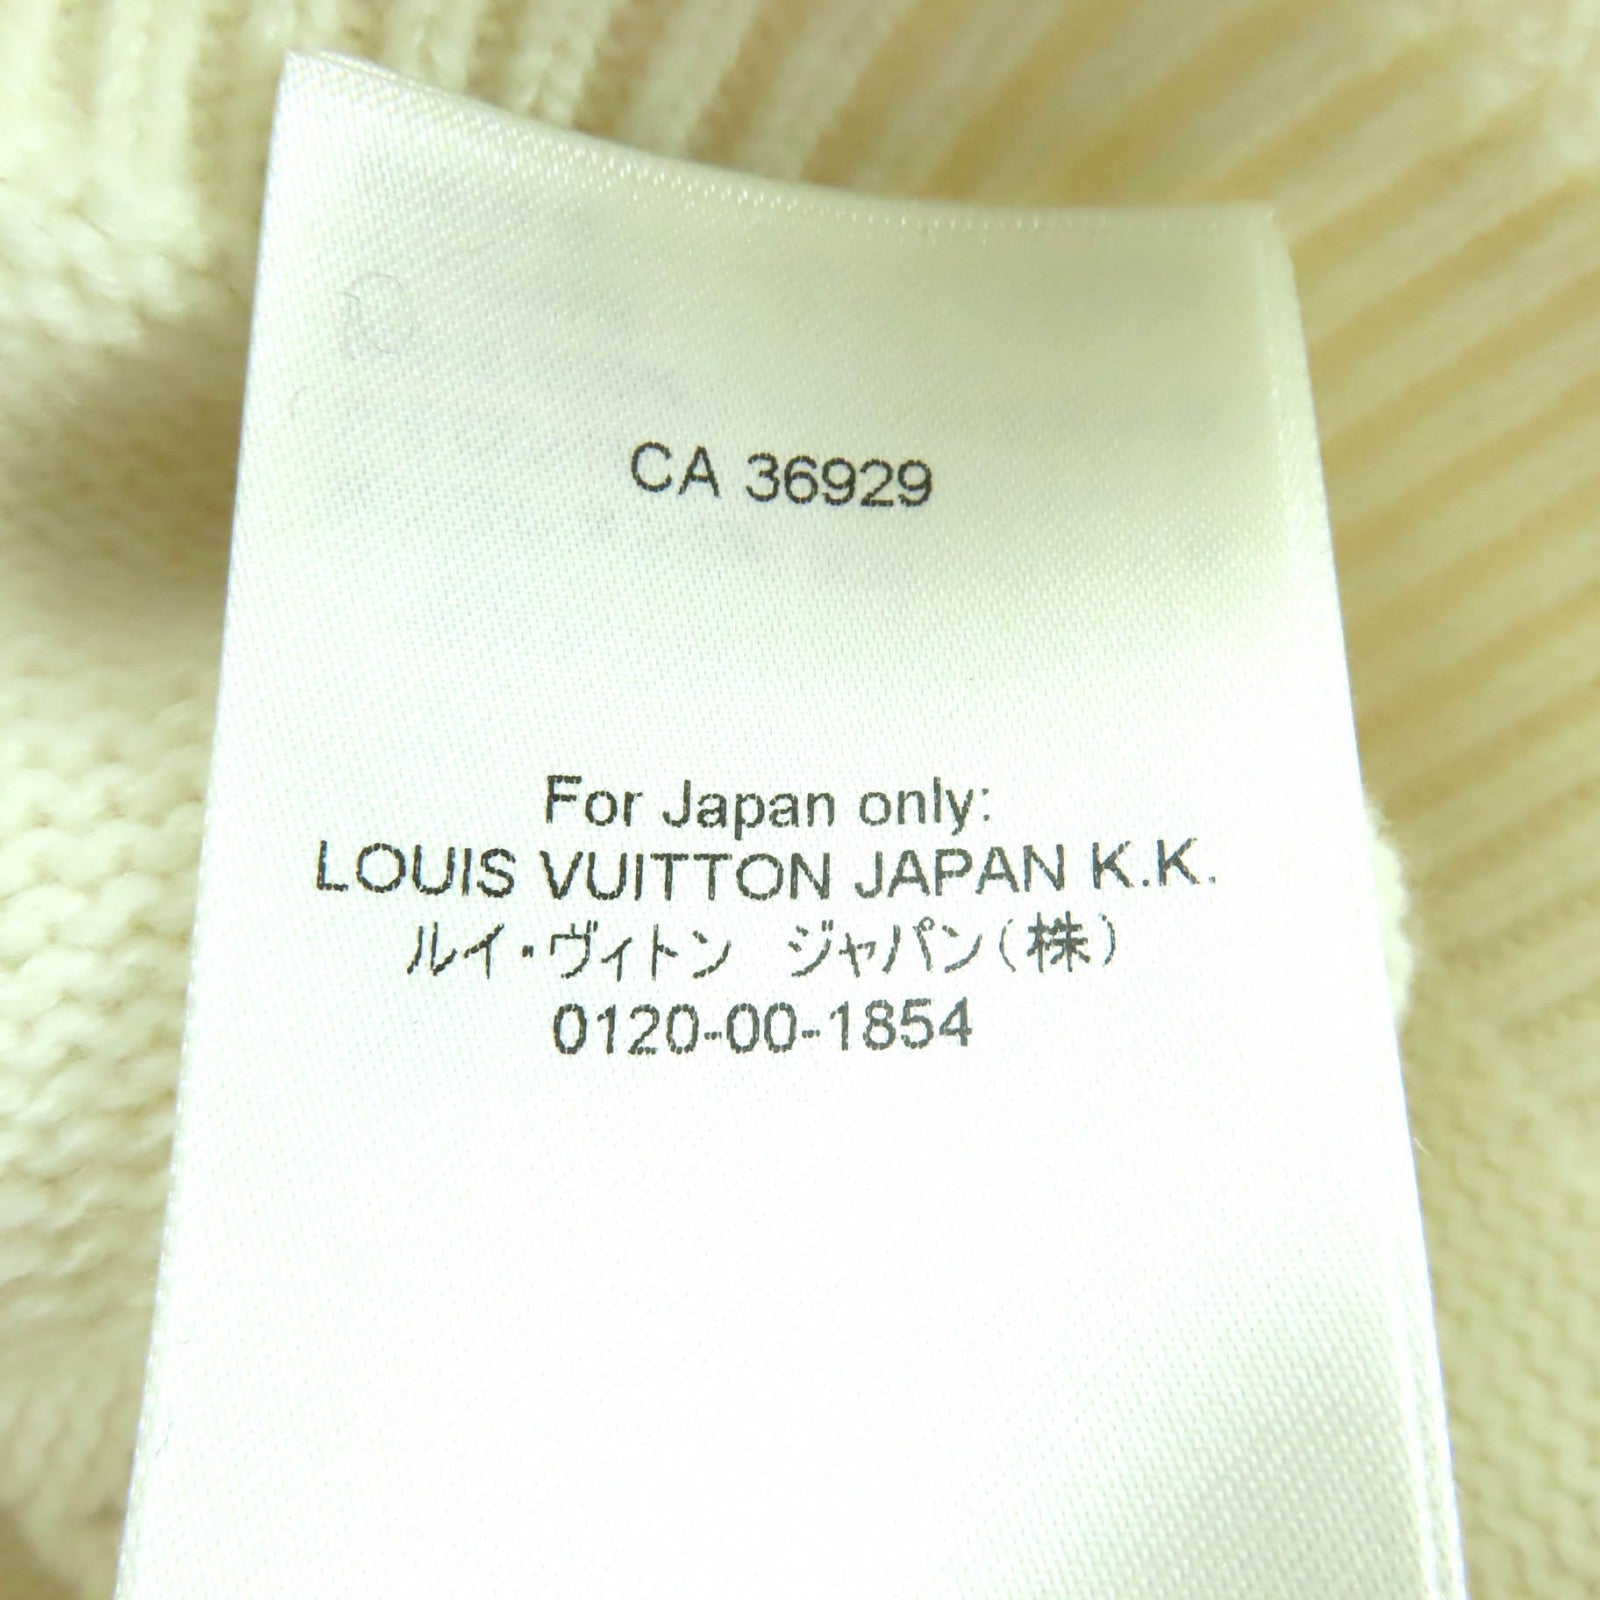 CA 36929
For Japan only:
LOUIS VUITTON JAPAN K.K.
ルイ・ヴィトン　ジャパン(株)
0120-00-1854